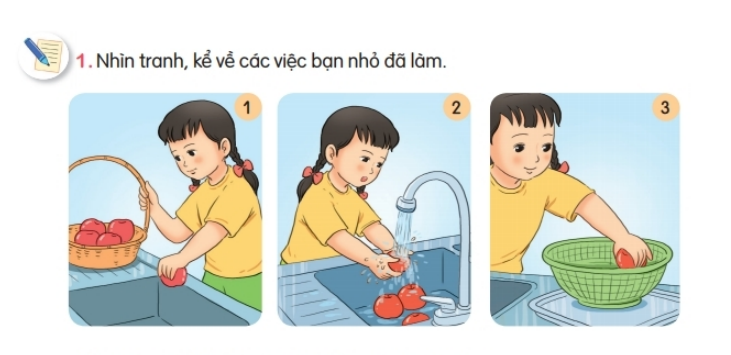 1. Nhìn tranh, kể về các việc bạn nhỏ đã làm.
1
2
3